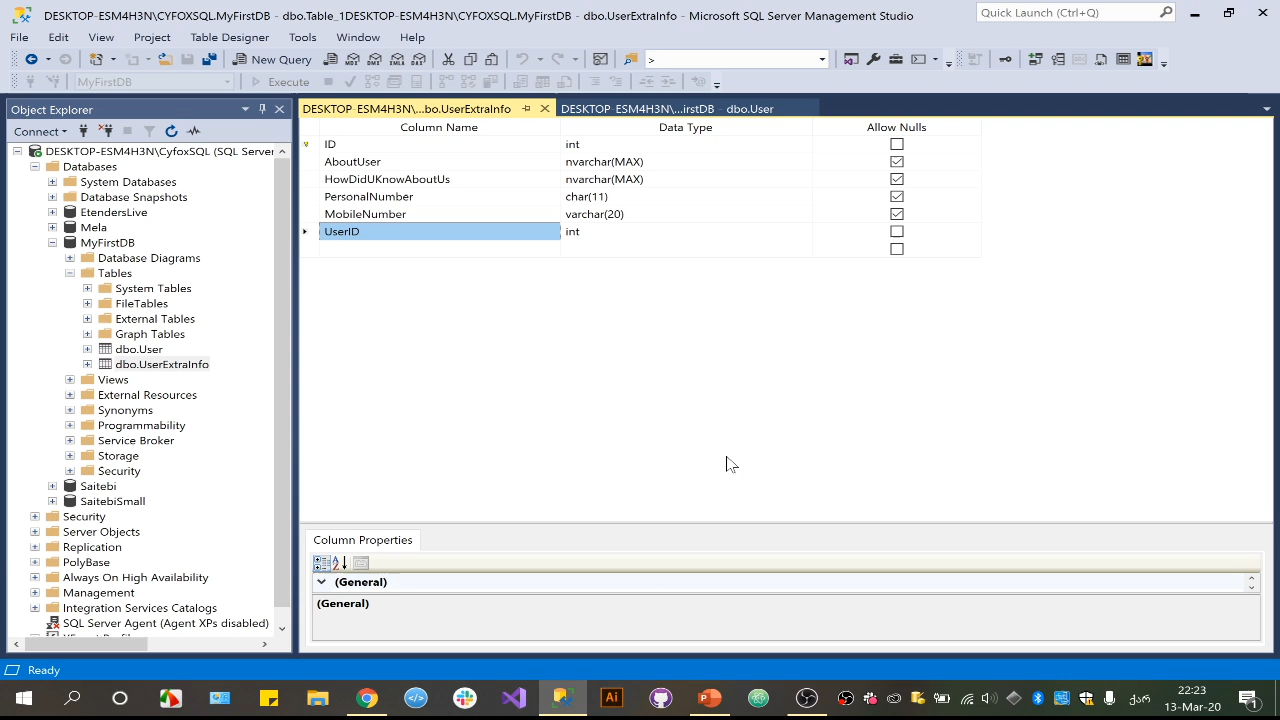 DESKTOP-ESM4H3N\CYFOXSQL.MyFirstDB - dbo.Table_1DESKTOP-ESM4H3N\CYFOXSQL.MyFirstDB - dbo.UserExtraInfo - Microsoft SQL Server Management Studio
Quick Launch (Ctrl+Q)
File Edit View Project Table Designer Tools Window Help
New Query >
MyFirstDB Execute
Object Explorer
DESKTOP-ESM4H3N\...bo.UserExtraInfo
DESKTOP-ESM4H3N\...irstDB - dbo.User
Connect
Column Name Data Type Allow Nulls
ID int
AboutUser nvarchar(MAX)
HowDidUKnowAboutUs nvarchar(MAX)
PersonalNumber char(11)
MobileNumber varchar(20)
UserID int
DESKTOP-ESM4H3N\CyfoxSQL (SQL Server
Databases
System Databases
Database Snapshots
EtendersLive
Mela
MyFirstDB
Database Diagrams
Tables
System Tables
FileTables
External Tables
Graph Tables
dbo.User
dbo.UserExtraInfo
Views
External Resources
Synonyms
Programmability
Service Broker
Storage
Security
Saitebi
SaitebiSmall
Security
Server Objects
Replication
PolyBase
Always On High Availability
Management
Integration Services Catalogs
SQL Server Agent (Agent XPs disabled)
Column Properties
(General)
(General)
Ready
Ai
ქარ
22:23
13-Mar-20
1